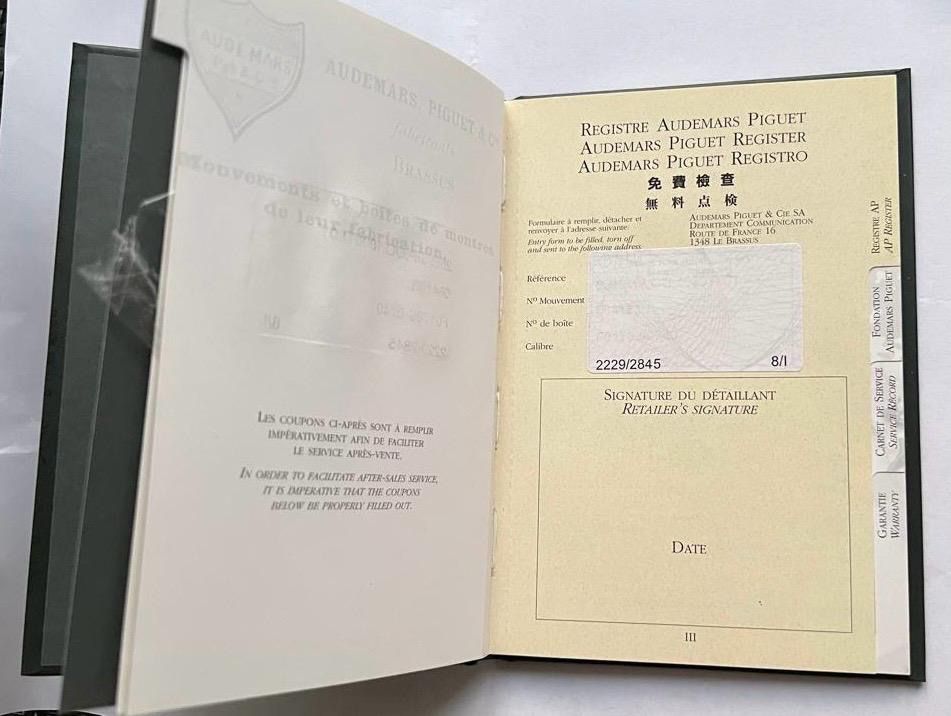 AUDEMARS
AUDEMARS, PIGUET & Cº
fabricants
BRASSUS
Mouvements et boîtes de montres
de leur fabrication.
LES COUPONS CI-APRÈS SONT À REMPLIR
IMPÉRATIVEMENT AFIN DE FACILITER
LE SERVICE APRÈS-VENTE.
IN ORDER TO FACILITATE AFTER-SALES SERVICE,
IT IS IMPERATIVE THAT THE COUPONS
BELOW BE PROPERLY FILLED OUT.
REGISTRE AUDEMARS PIGUET
AUDEMARS PIGUET REGISTER
AUDEMARS PIGUET REGISTRO
免費檢查
無料点検
Formulaire à remplir, détacher et
renvoyer à l'adresse suivante:
Entry form to be filled, torn off
and sent to the following address
AUDEMARS PIGUET & CIE SA
DEPARTEMENT COMMUNICATION
ROUTE DE FRANCE 16
1348 LE BRASSUS
Référence
Nº Mouvement
Nº de boîte
Calibre
2229/2845 8/I
SIGNATURE DU DÉTAILLANT
RETAILER'S SIGNATURE
DATE
III
REGISTRE AP
AP REGISTER
FONDATION
AUDEMARS PIGUET
CARNET DE SERVICE
SERVICE RECORD
GARANTIE
WARRANTY